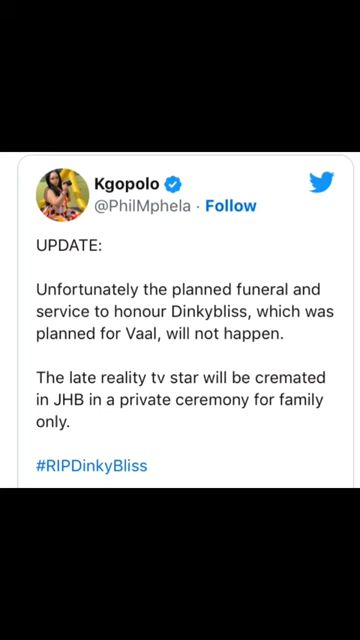 Kgopolo
@PhilMphela · Follow
UPDATE:
Unfortunately the planned funeral and
service to honour Dinkybliss, which was
planned for Vaal, will not happen.
The late reality tv star will be cremated
in JHB in a private ceremony for family
only.
#RIPDinkyBliss